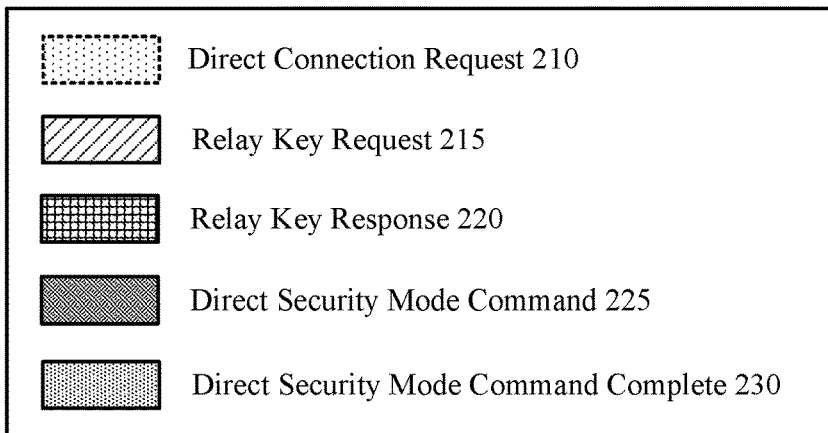 Direct Connection Request 210
Relay Key Request 215
Relay Key Response 220
Direct Security Mode Command 225
Direct Security Mode Command Complete 230